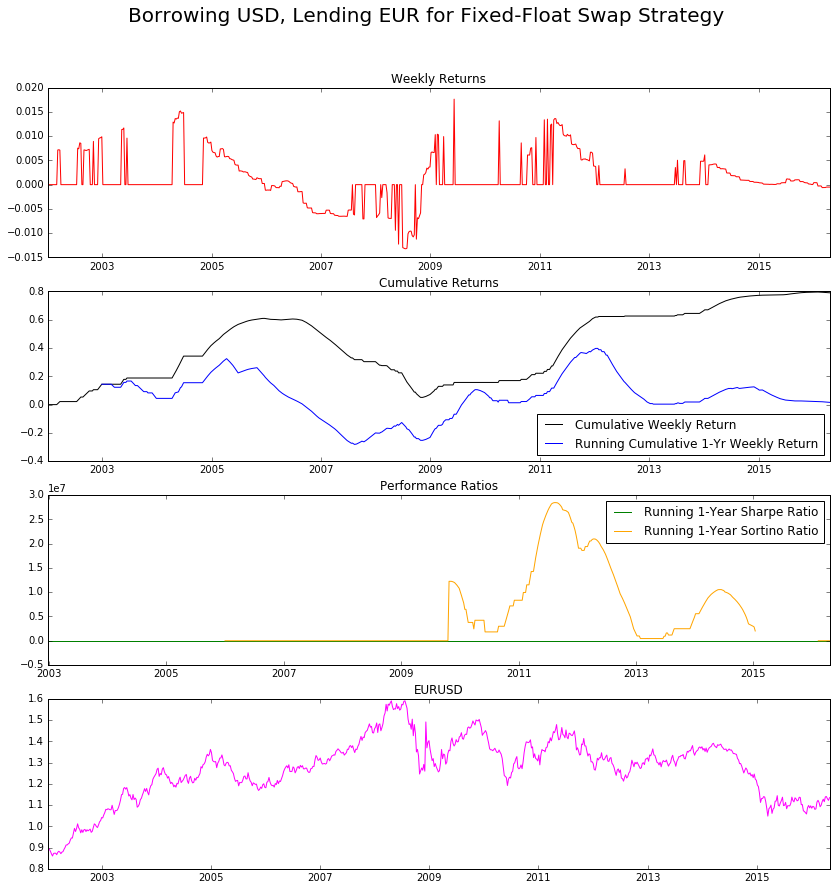 Borrowing USD, Lending EUR for Fixed-Float Swap Strategy
Weekly Returns
0.020
0.015
0.010
0.005
0.000
−0.005
−0.010
−0.015
2003 2005 2007 2009 2011 2013 2015
Cumulative Returns
0.8
0.6
0.4
0.2
0.0
−0.2
−0.4
Cumulative Weekly Return
Running Cumulative 1-Yr Weekly Return
2003 2005 2007 2009 2011 2013 2015
1e7 Performance Ratios
3.0
2.5
2.0
1.5
1.0
0.5
0.0
−0.5
Running 1-Year Sharpe Ratio
Running 1-Year Sortino Ratio
2003 2005 2007 2009 2011 2013 2015
EURUSD
1.6
1.5
1.4
1.3
1.2
1.1
1.0
0.9
0.8
2003 2005 2007 2009 2011 2013 2015